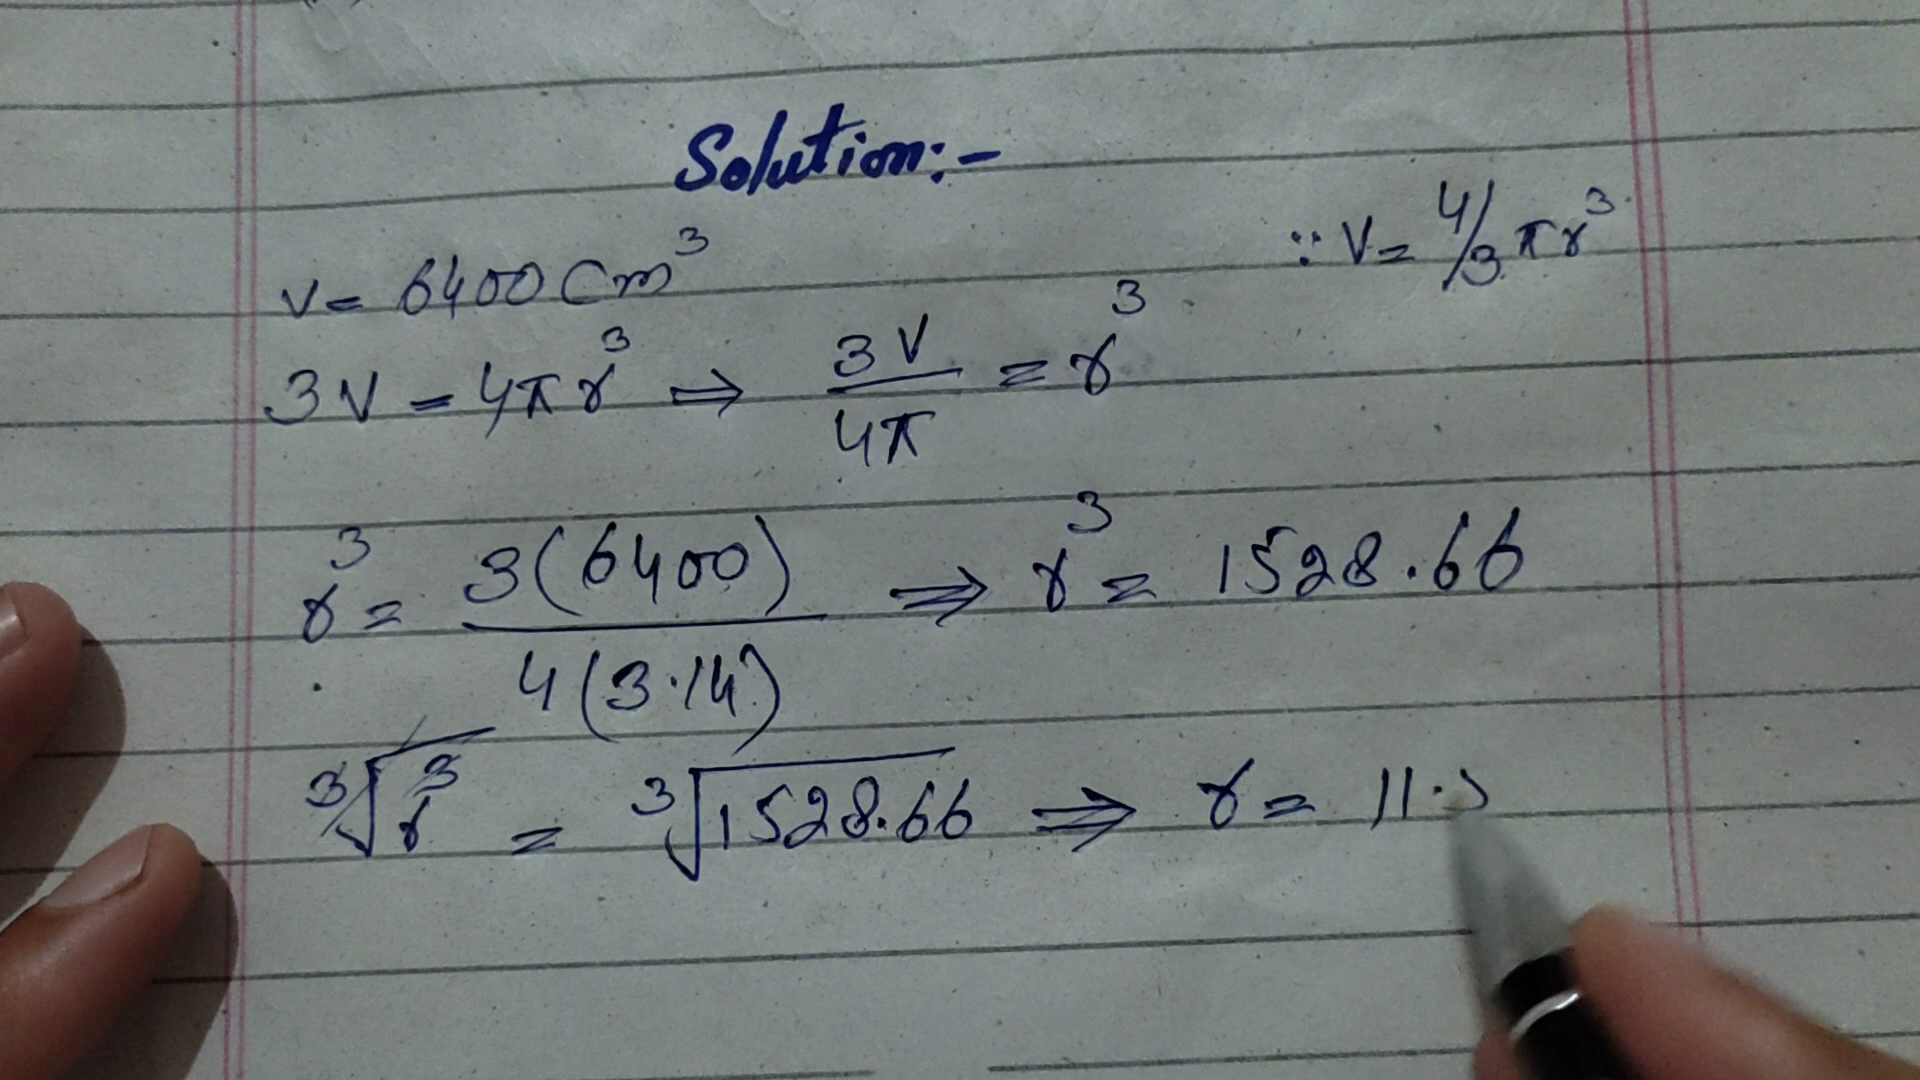 Solution:-
V = 6400 Cm³ ∵ V = 4/3 πr³
3V = 4πr³ ⇒ 3V/4π = r³
r³ = 3(6400)/4(3.14) ⇒ r³ = 1528.66
∛r³ = ∛1528.66 ⇒ r = 11.